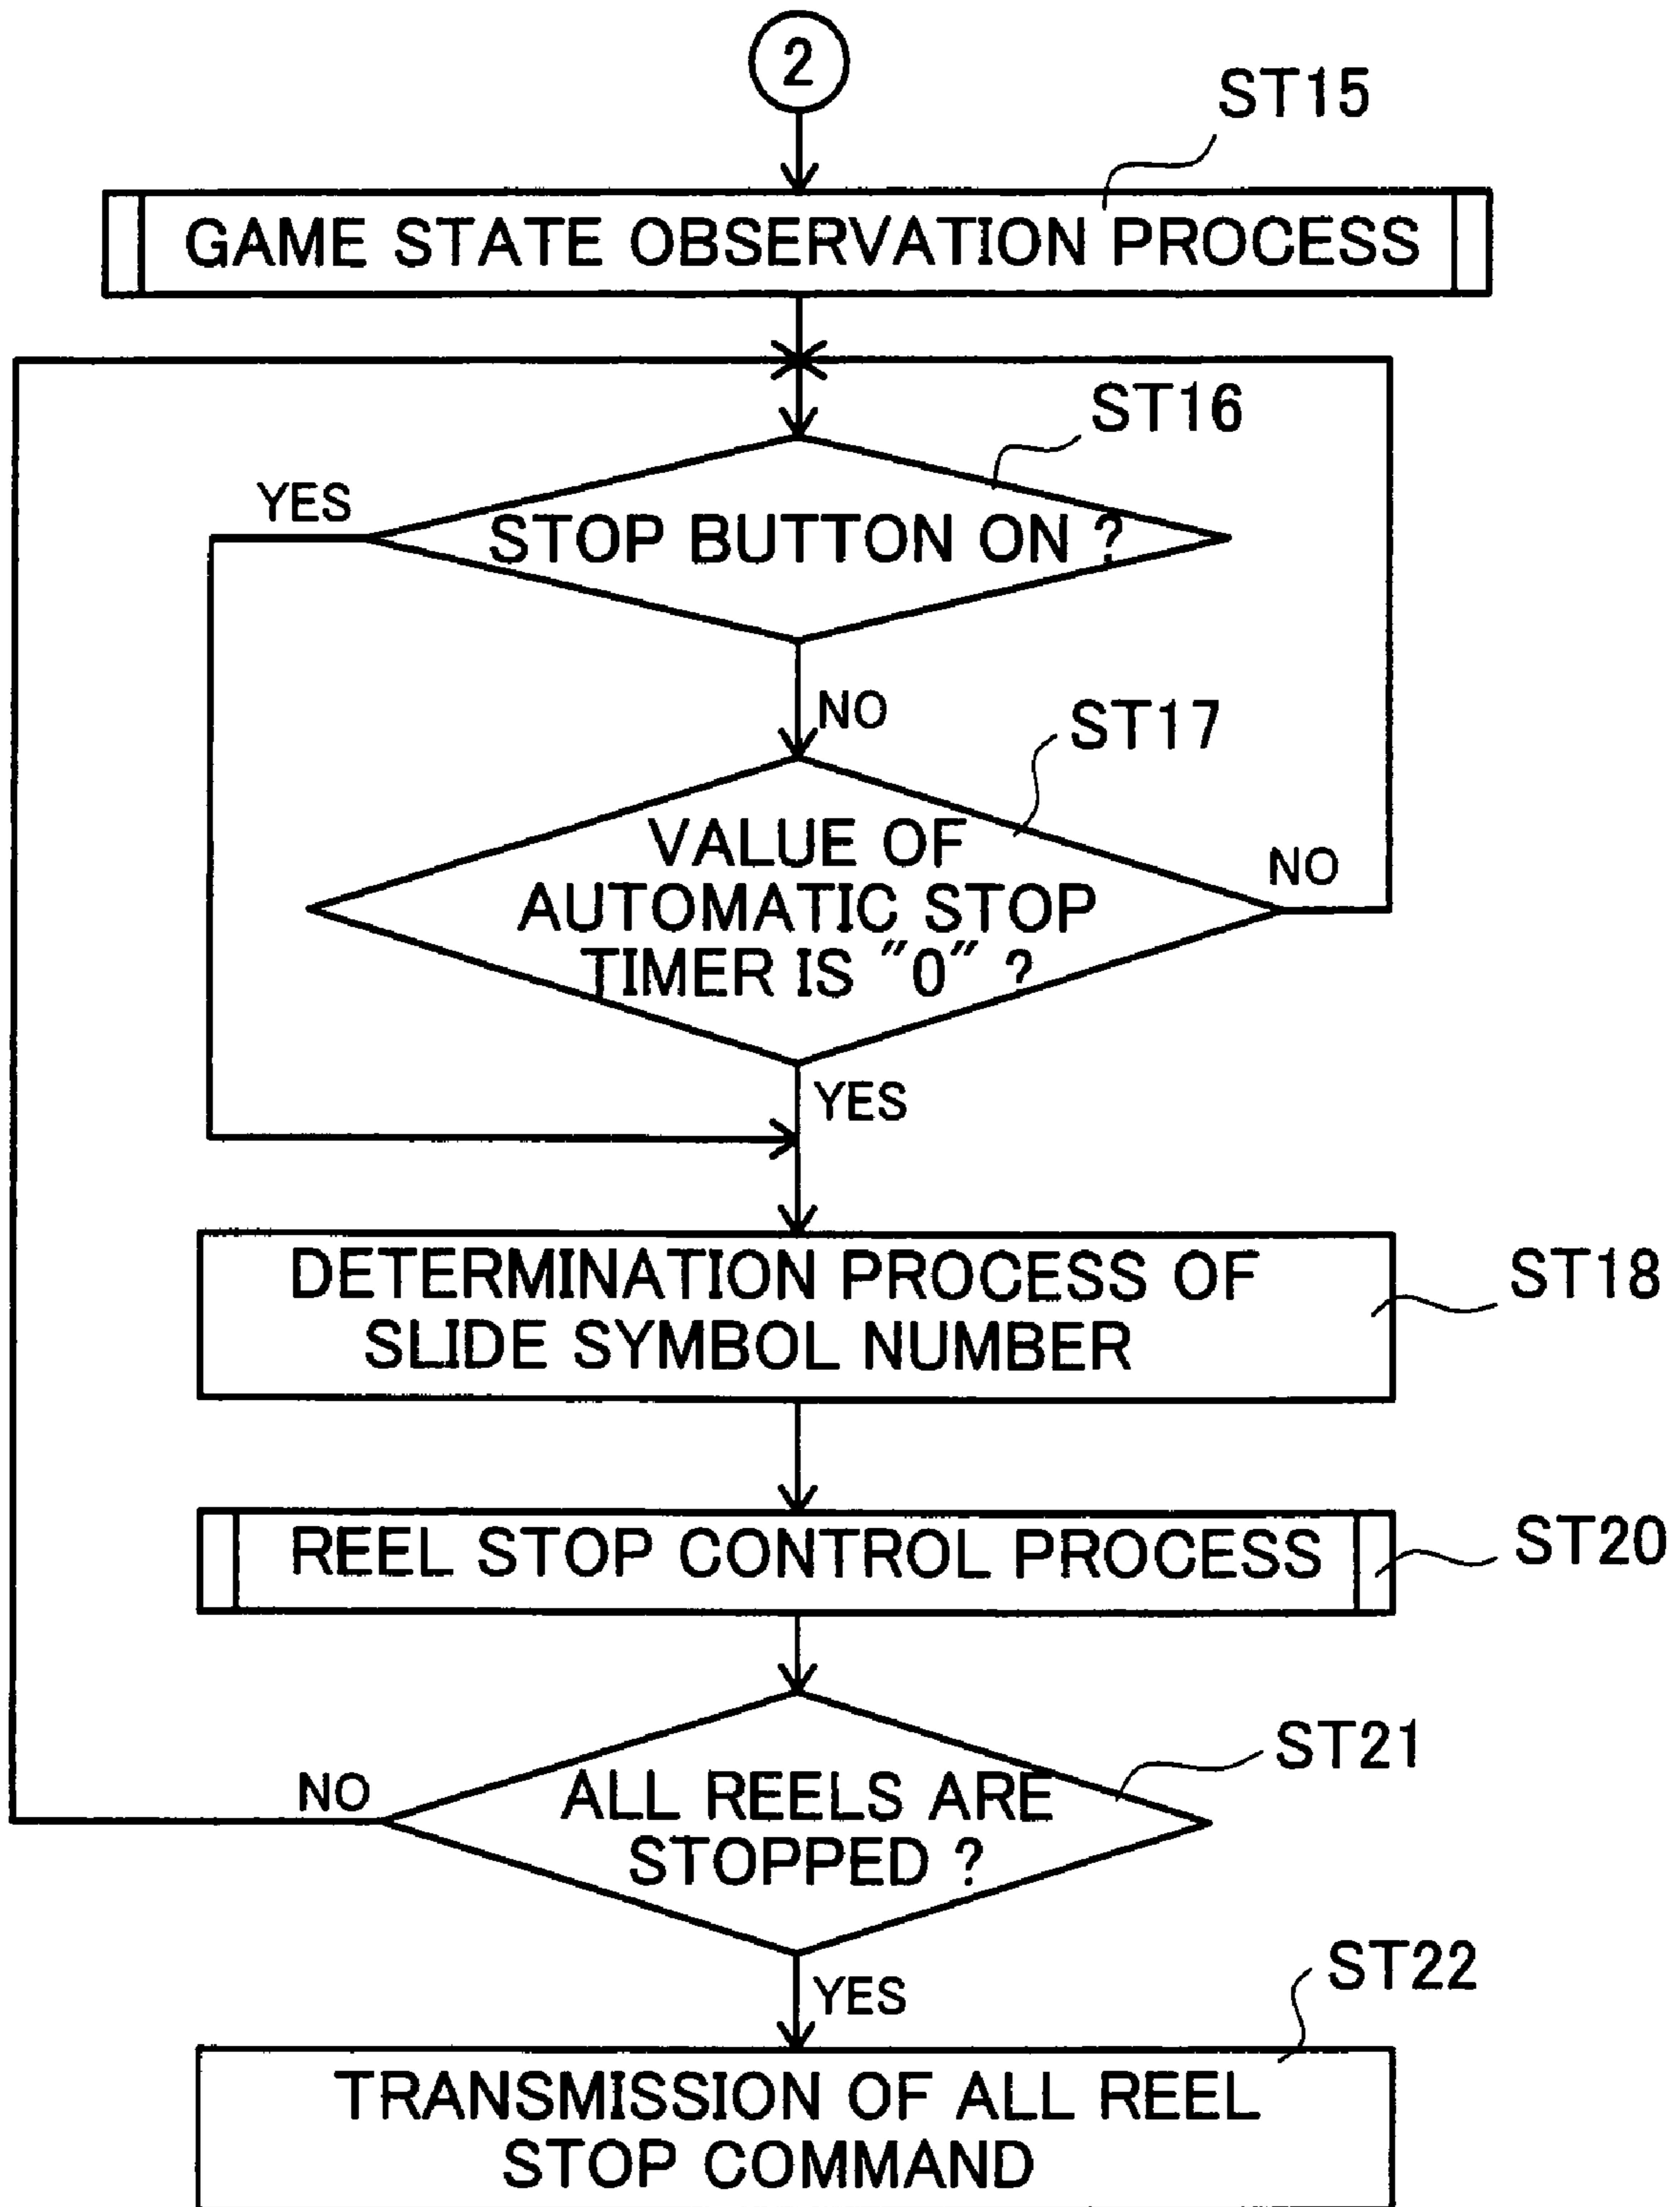 2
ST15
GAME STATE OBSERVATION PROCESS
ST16
YES
STOP BUTTON ON ?
NO
ST17
VALUE OF
AUTOMATIC STOP
TIMER IS "0" ?
NO
YES
DETERMINATION PROCESS OF
SLIDE SYMBOL NUMBER
ST18
REEL STOP CONTROL PROCESS
ST20
ST21
NO
ALL REELS ARE
STOPPED ?
YES
ST22
TRANSMISSION OF ALL REEL
STOP COMMAND